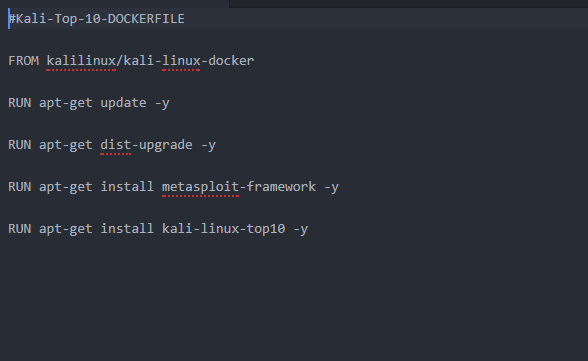 #Kali-Top-10-DOCKERFILE
FROM kalilinux/kali-linux-docker
RUN apt-get update -y
RUN apt-get dist-upgrade -y
RUN apt-get install metasploit-framework -y
RUN apt-get install kali-linux-top10 -y